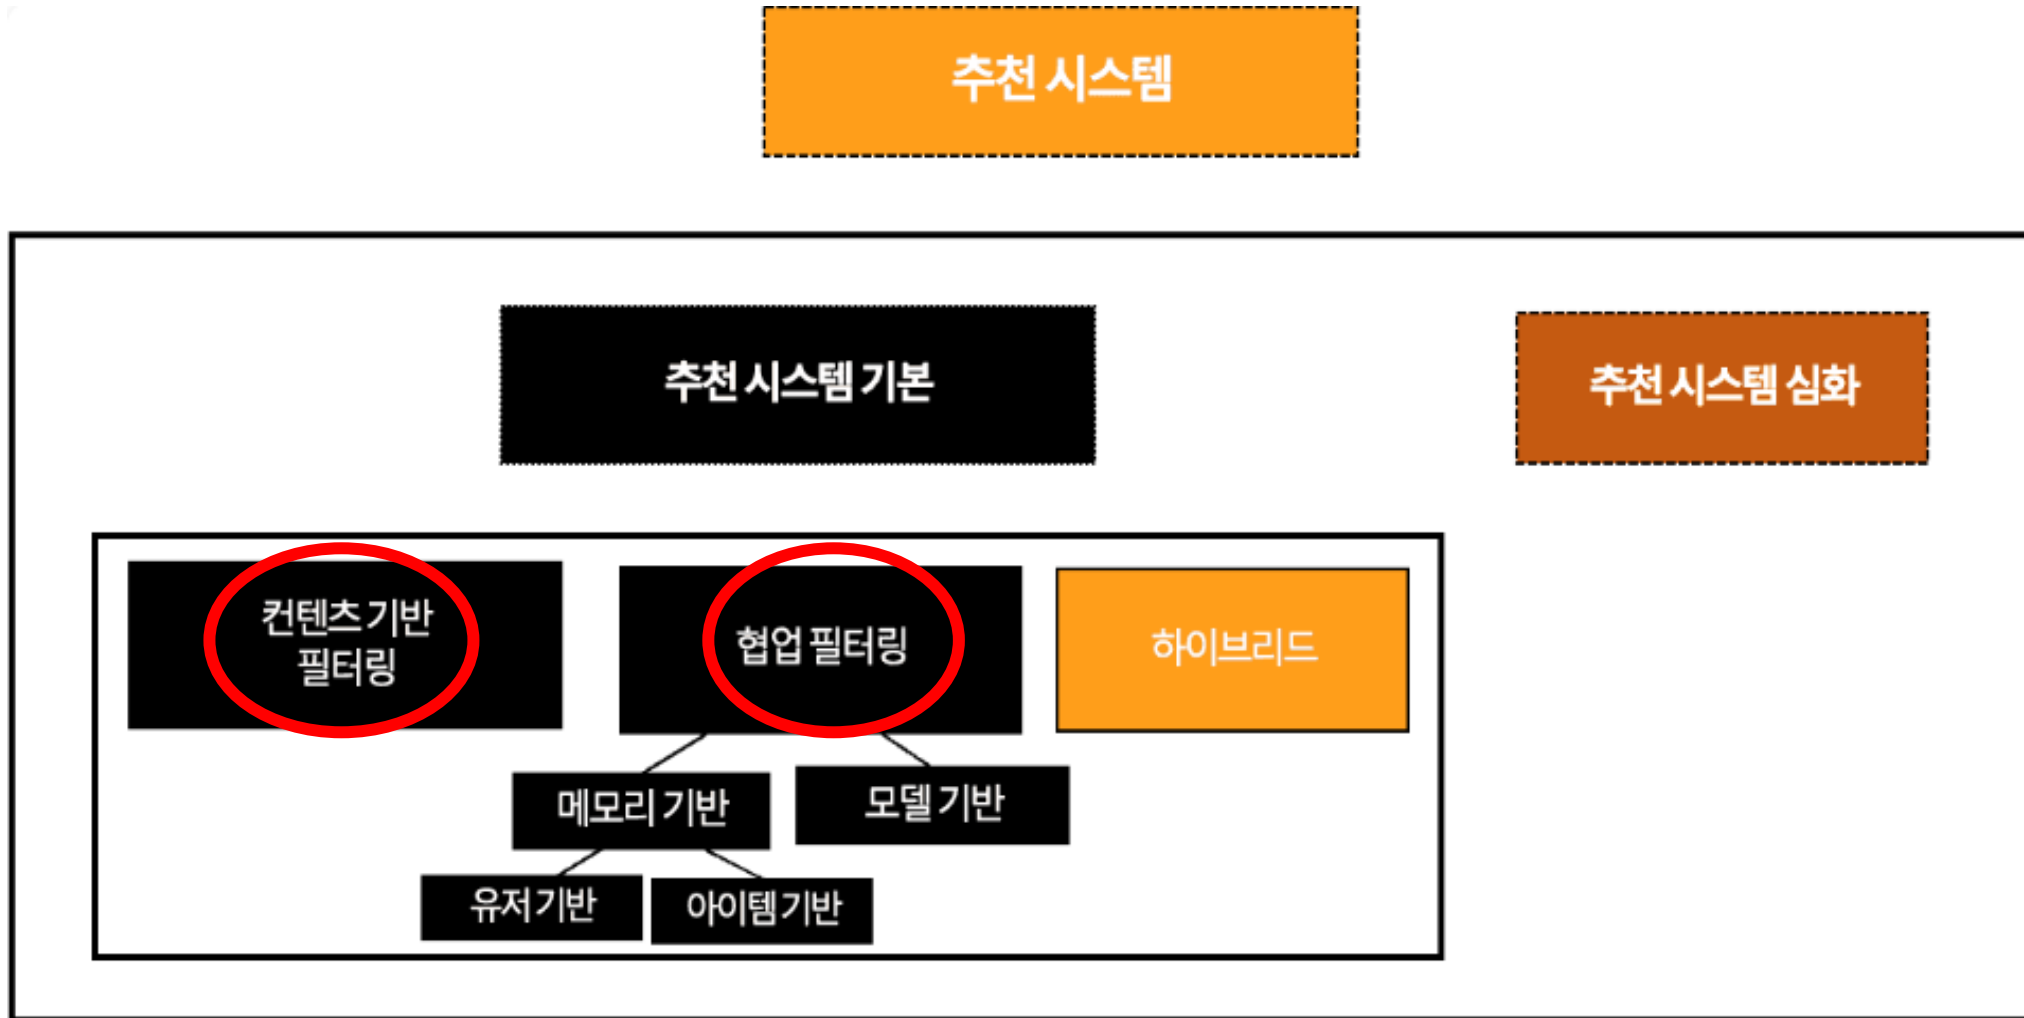 추천 시스템
추천 시스템 기본
추천 시스템 심화
컨텐츠 기반
필터링
협업 필터링
하이브리드
메모리 기반
모델 기반
유저 기반
아이템 기반